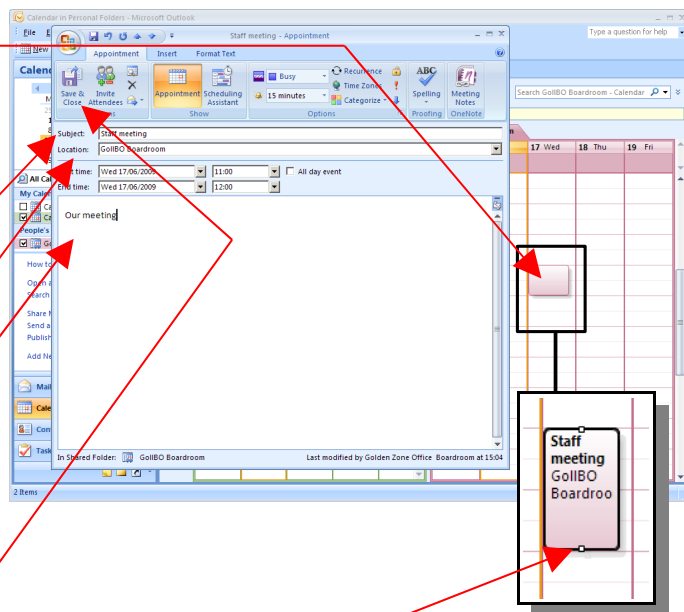 Calendar in Personal Folders - Microsoft Outlook
File
New
Type a question for help
Staff meeting - Appointment
Appointment Insert Format Text
Save & Close
Invite Attendees
Appointment
Scheduling Assistant
Show
Busy
15 minutes
Recurrence
Time Zones
Categorize
Options
ABC
Spelling
Proofing
Meeting Notes
OneNote
Search GollBO Boardroom - Calendar
Subject: Staff meeting
Location: GollBO Boardroom
time: Wed 17/06/2009 11:00 All day event
End time: Wed 17/06/2009 12:00
Our meeting
17 Wed 18 Thu 19 Fri
All Cal
My Calen
People's
How to
Open a
Search
Share
Send a
Publish
Add Ne
Mail
Cale
Con
Task
In Shared Folder: GollBO Boardroom Last modified by Golden Zone Office Boardroom at 15:04
2 Items
Staff
meeting
GollBO
Boardroo